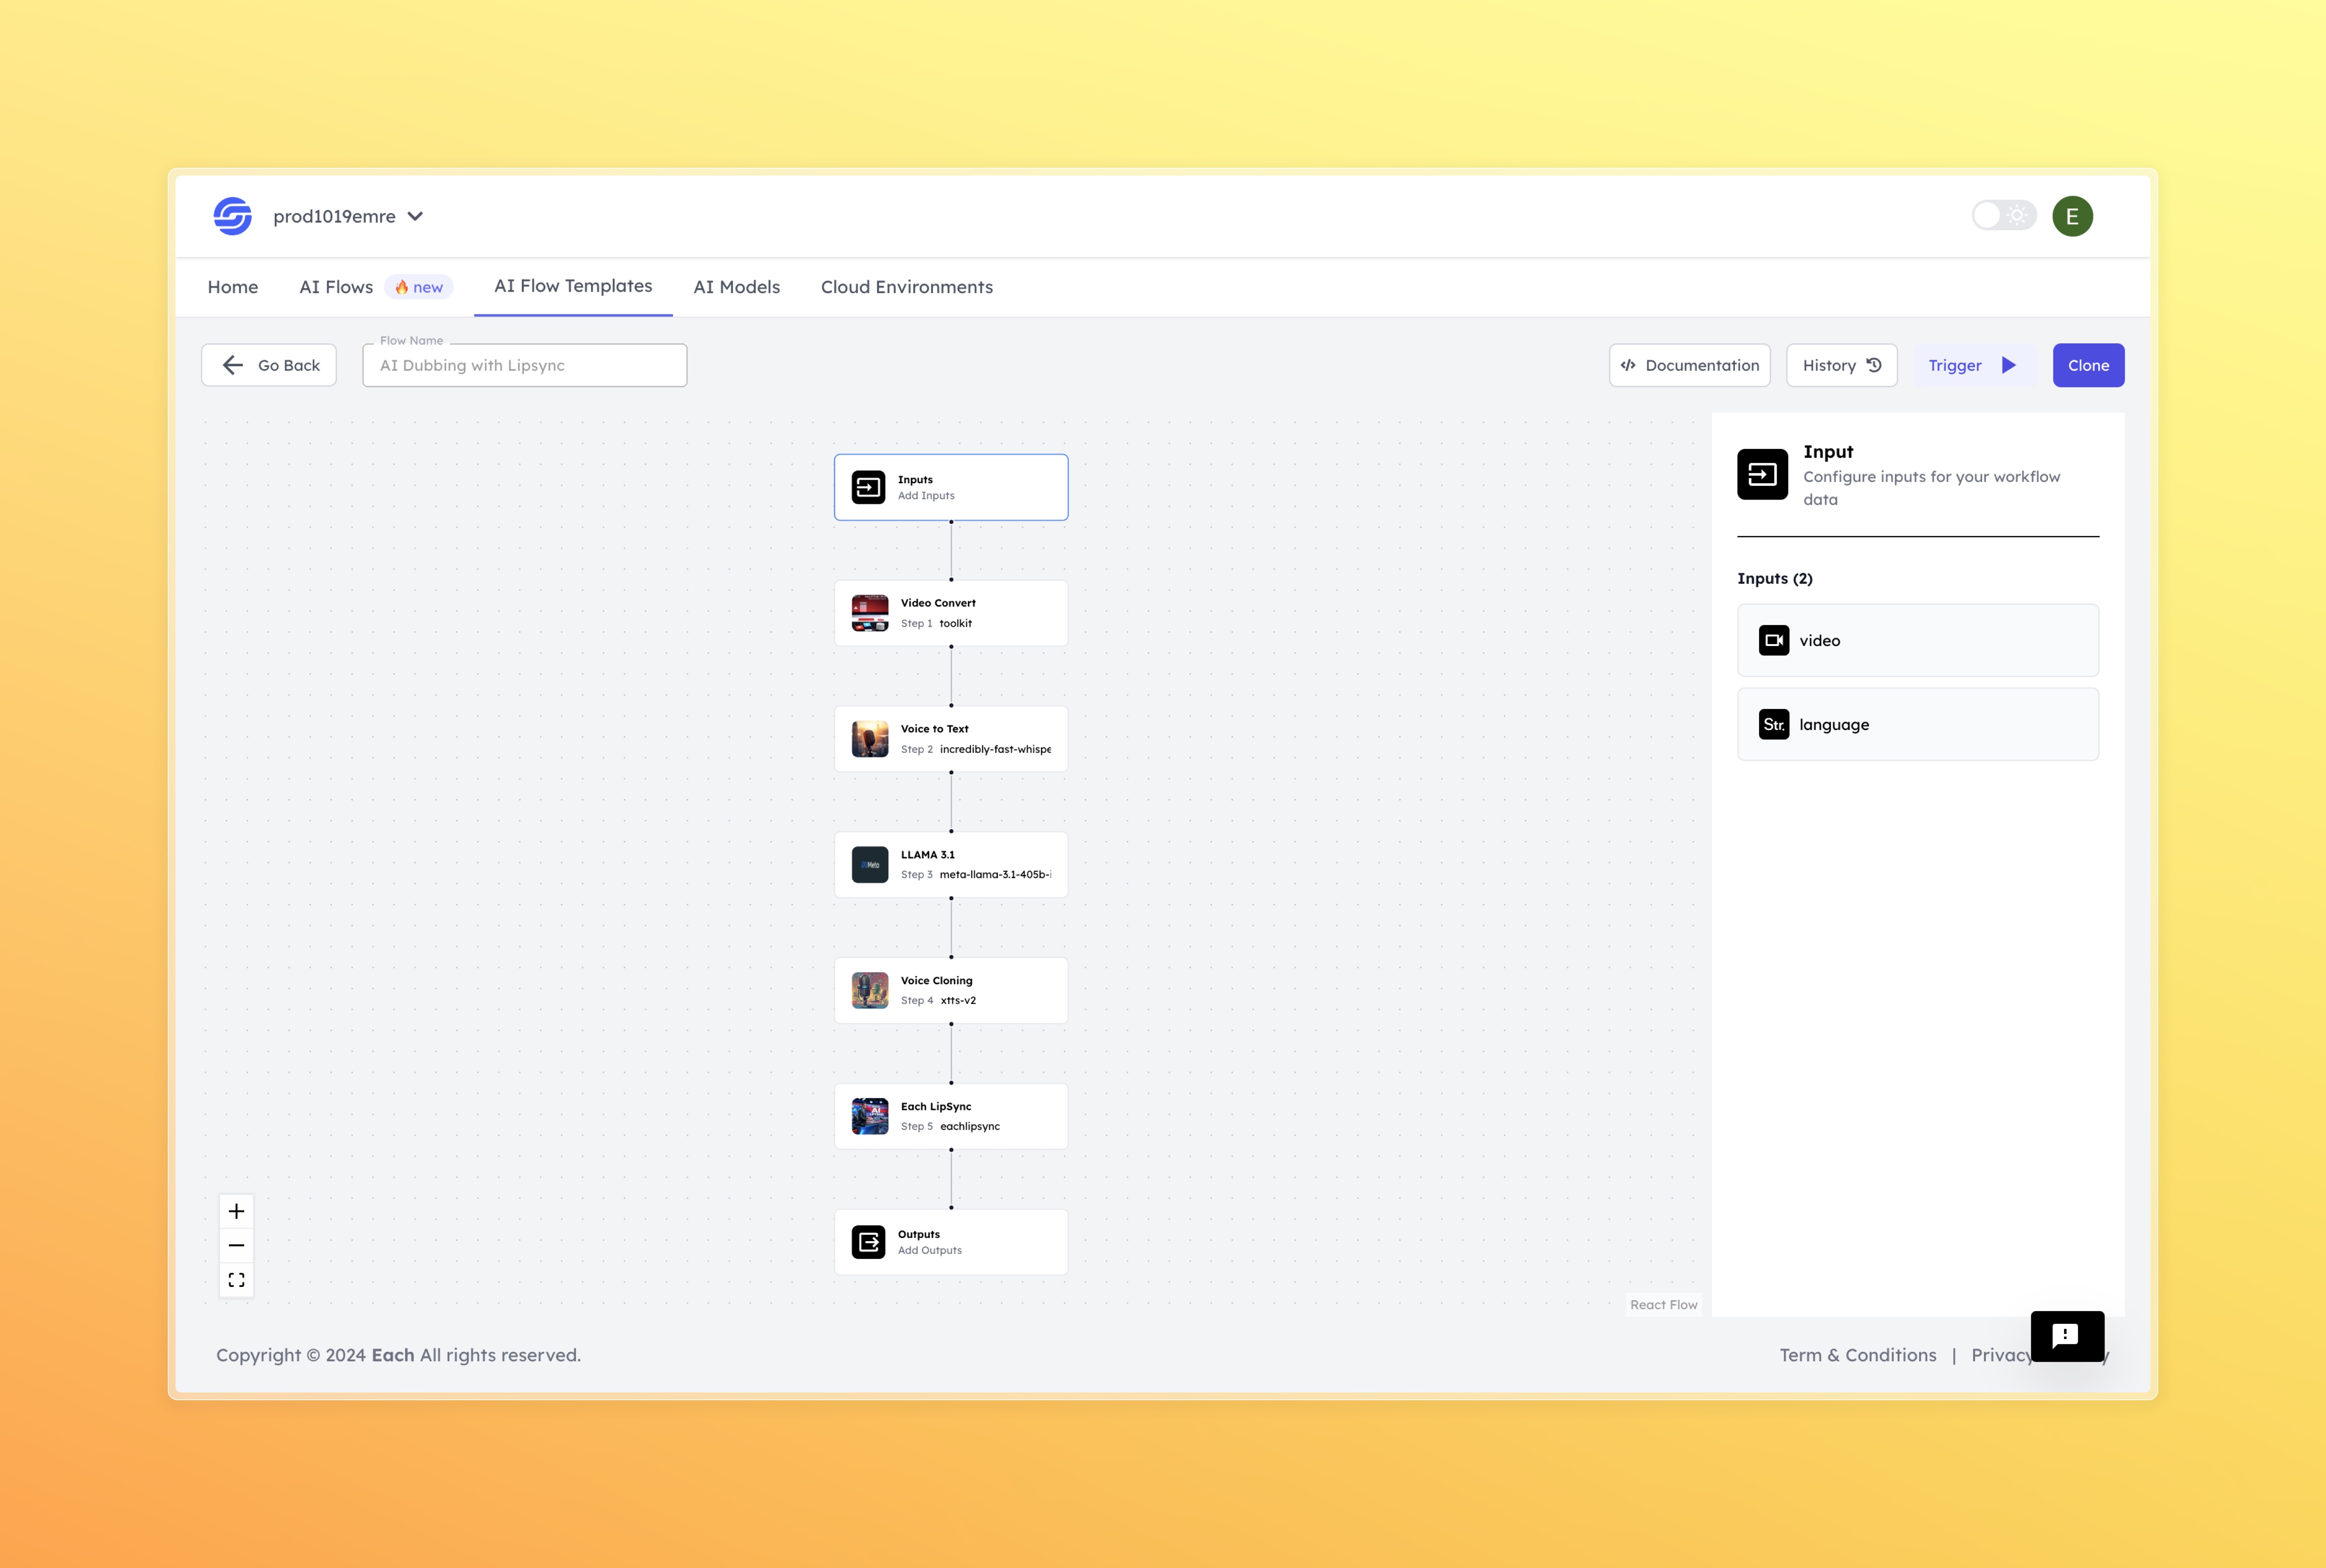 prod1019emre
E
Home
AI Flows
🔥 new
AI Flow Templates
AI Models
Cloud Environments
Go Back
Flow Name
AI Dubbing with Lipsync
Documentation
History
Trigger
Clone
Inputs
Add Inputs
Video Convert
Step 1 toolkit
Voice to Text
Step 2 incredibly-fast-whispe
LLAMA 3.1
Step 3 meta-llama-3.1-405b-i
Meta
Voice Cloning
Step 4 xtts-v2
Each LipSync
Step 5 eachlipsync
AI
Outputs
Add Outputs
React Flow
Input
Configure inputs for your workflow
data
Inputs (2)
video
Str.
language
Copyright © 2024 Each All rights reserved.
Term & Conditions | Privacy